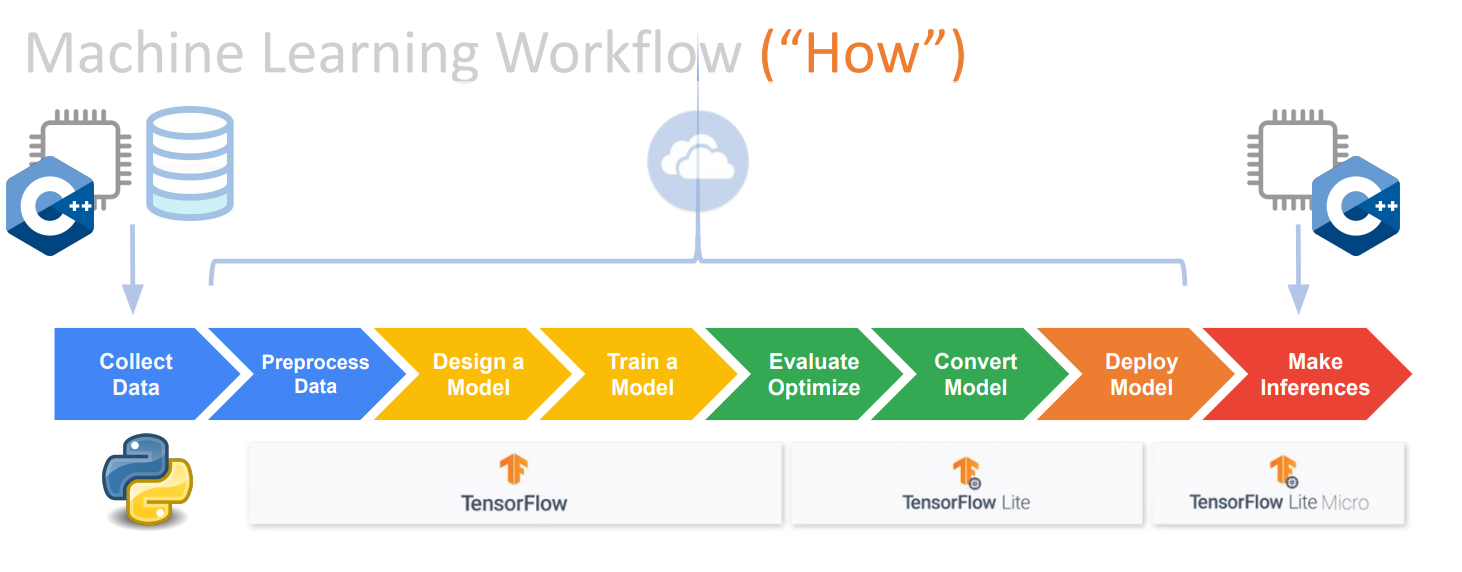 Machine Learning Workflow (“How”)
C++
C++
Collect
Data
Preprocess
Data
Design a
Model
Train a
Model
Evaluate
Optimize
Convert
Model
Deploy
Model
Make
Inferences
TensorFlow
TensorFlow Lite
TensorFlow Lite Micro